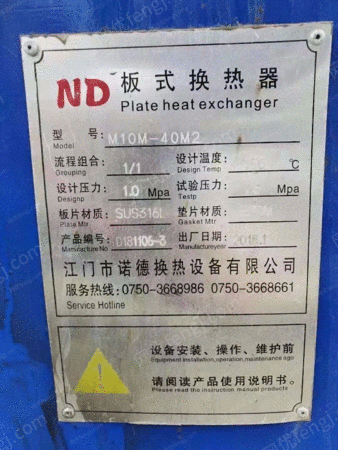 ND 板式换热器
Plate heat exchanger
型 号: M10M-40M2
Model
流程组合: 1/1 设计温度: ℃
Grouping Design Temp
设计压力: 1.0 Mpa 试验压力: Mpa
Designp Testp
板片材质: SUS316L 垫片材质:
Material Gasket Mtr
产品编号: 0181106-3 出厂日期: 2018.1
Manufactureyear
江门市诺德换热设备有限公司
服务热线: 0750-3668986 0750-3668661
Service Hotline
设备安装、操作、维护前
Equipment installation, operation, maintenance ago
请阅读产品使用说明书。
Please read the instruction manual products